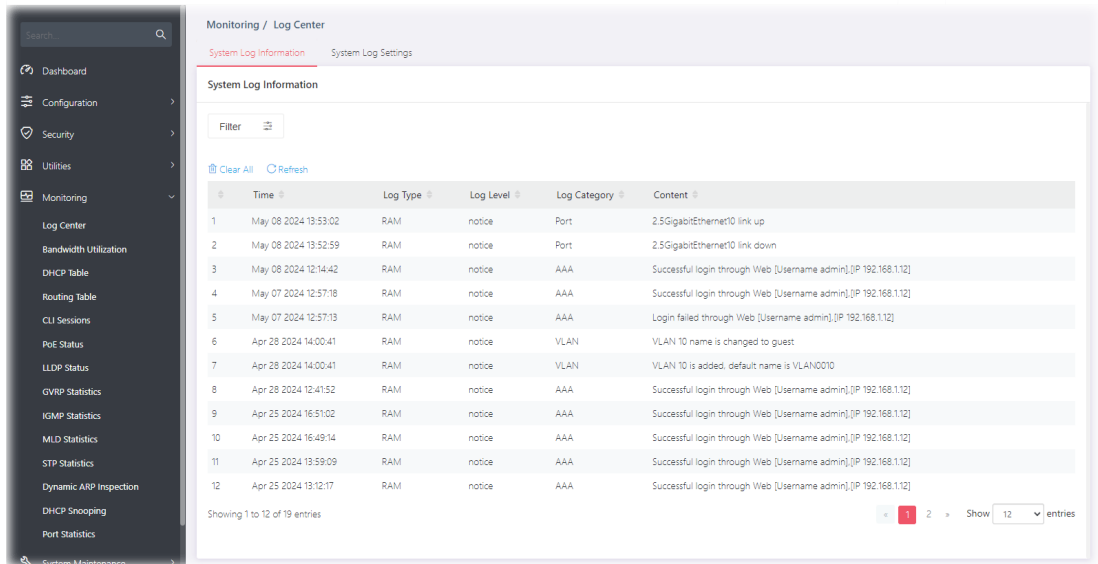 Search...
Dashboard
Configuration
Security
Utilities
Monitoring
Log Center
Bandwidth Utilization
DHCP Table
Routing Table
CLI Sessions
PoE Status
LLDP Status
GVRP Statistics
IGMP Statistics
MLD Statistics
STP Statistics
Dynamic ARP Inspection
DHCP Snooping
Port Statistics
System Maintenance
Monitoring / Log Center
System Log Information System Log Settings
System Log Information
Filter
Clear All Refresh
Time Log Type Log Level Log Category Content
1 May 08 2024 13:53:02 RAM notice Port 2.5GigabitEthernet10 link up
2 May 08 2024 13:52:59 RAM notice Port 2.5GigabitEthernet10 link down
3 May 08 2024 12:14:42 RAM notice AAA Successful login through Web [Username admin],[IP 192.168.1.12]
4 May 07 2024 12:57:18 RAM notice AAA Successful login through Web [Username admin],[IP 192.168.1.12]
5 May 07 2024 12:57:13 RAM notice AAA Login failed through Web [Username admin],[IP 192.168.1.12]
6 Apr 28 2024 14:00:41 RAM notice VLAN VLAN 10 name is changed to guest
7 Apr 28 2024 14:00:41 RAM notice VLAN VLAN 10 is added, default name is VLAN0010
8 Apr 28 2024 12:41:52 RAM notice AAA Successful login through Web [Username admin],[IP 192.168.1.12]
9 Apr 25 2024 16:51:02 RAM notice AAA Successful login through Web [Username admin],[IP 192.168.1.12]
10 Apr 25 2024 16:49:14 RAM notice AAA Successful login through Web [Username admin],[IP 192.168.1.12]
11 Apr 25 2024 13:59:09 RAM notice AAA Successful login through Web [Username admin],[IP 192.168.1.12]
12 Apr 25 2024 13:12:17 RAM notice AAA Successful login through Web [Username admin],[IP 192.168.1.12]
Showing 1 to 12 of 19 entries « 1 2 » Show 12 entries